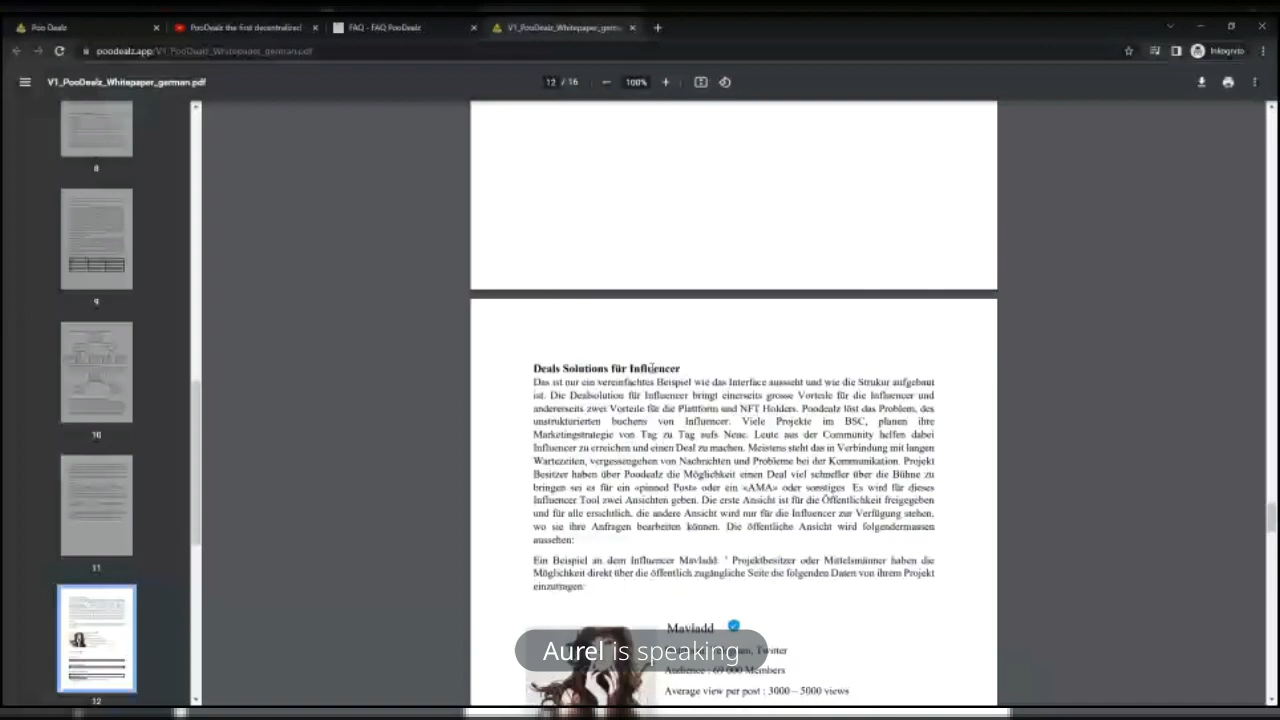 Poo Dealz
PooDealz the first decentralized
FAQ - FAQ PooDealz
V1_PooDealz_Whitepaper_germ
poodealz.app/V1_PooDealz_Whitepaper_german.pdf
Inkognito
V1_PooDealz_Whitepaper_german.pdf
12 / 16
100%
8
9
10
11
12
Deals Solutions für Influencer
Das ist nur ein vereinfachtes Beispiel wie das Interface aussieht und wie die Strukur aufgebaut
ist. Die Dealsolution für Influencer bringt einerseits grosse Vorteile für die Influencer und
andererseits zwei Vorteile für die Plattform und NFT Holders. Poodealz löst das Problem, des
unstrukturierten buchens von Influencer. Viele Projekte im BSC, planen ihre
Marketingstrategie von Tag zu Tag aufs Neue. Leute aus der Community helfen dabei
Influencer zu erreichen und einen Deal zu machen. Meistens steht das in Verbindung mit langen
Wartezeiten, vergessengehen von Nachrichten und Probleme bei der Kommunikation. Projekt
Besitzer haben über Poodealz die Möglichkeit einen Deal viel schneller über die Bühne zu
bringen sei es für ein «pinned Post» oder ein «AMA» oder sonstiges. Es wird für dieses
Influencer Tool zwei Ansichten geben. Die erste Ansicht ist für die Öffentlichkeit freigegeben
und für alle ersichtlich, die andere Ansicht wird nur für die Influencer zur Verfügung stehen,
wo sie ihre Anfragen bearbeiten können. Die öffentliche Ansicht wird folgendermassen
aussehen:
Ein Beispiel an dem Influencer Mavladd. Projektbesitzer oder Mittelsmänner haben die
Möglichkeit direkt über die öffentlich zugängliche Seite die folgenden Daten von ihrem Projekt
einzutragen:
Mavladd
Twitter
Audience : 69 000 Members
Average view per post : 3000 – 5000 views
Aurel is speaking